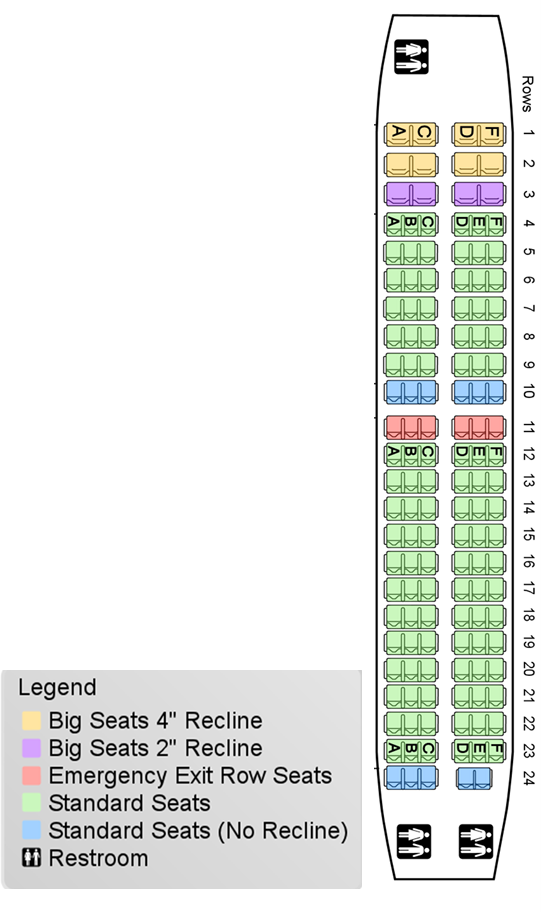 Rows
A C D F 1
2
3
A B C D E F 4
5
6
7
8
9
10
11
A B C D E F 12
13
14
15
16
17
18
19
20
21
22
A B C D E F 23
24
Legend
Big Seats 4" Recline
Big Seats 2" Recline
Emergency Exit Row Seats
Standard Seats
Standard Seats (No Recline)
Restroom